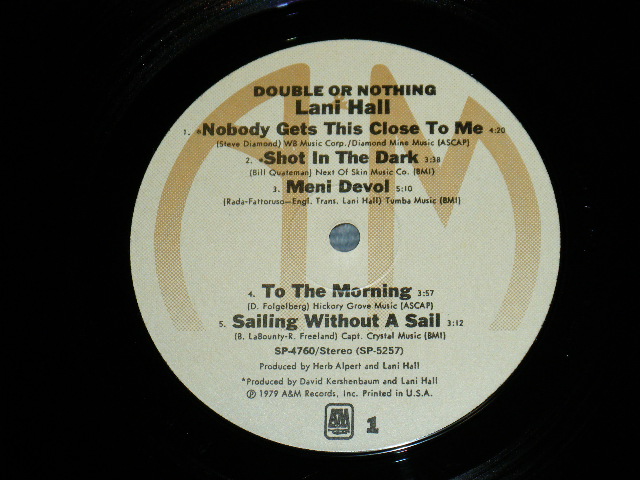 DOUBLE OR NOTHING
Lani Hall
1. *Nobody Gets This Close To Me 4:20
(Steve Diamond) WB Music Corp./Diamond Mine Music (ASCAP)
2. *Shot In The Dark 3:38
(Bill Quateman) Next Of Skin Music Co. (BMI)
3. Meni Devol 5:10
(Rada-Fattoruso—Engl. Trans. Lani Hall) Tumba Music (BMI)
4. To The Morning 3:57
(D. Folgelberg) Hickory Grove Music (ASCAP)
5. Sailing Without A Sail 3:12
(B. LaBounty-R. Freeland) Capt. Crystal Music (BMI)
SP-4760/Stereo (SP-5257)
Produced by Herb Alpert and Lani Hall
*Produced by David Kershenbaum and Lani Hall
℗ 1979 A&M Records, Inc. Printed in U.S.A.
A&M 1